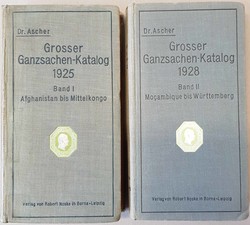 Dr. Ascher
Grosser
Ganzsachen-Katalog
1925
Band I
Afghanistan bis Mittelkongo
Verlag von Robert Noske in Borna-Leipzig
Dr. Ascher
Grosser
Ganzsachen-Katalog
1928
Band II
Moçambique bis Württemberg
Verlag von Robert Noske in Borna-Leipzig